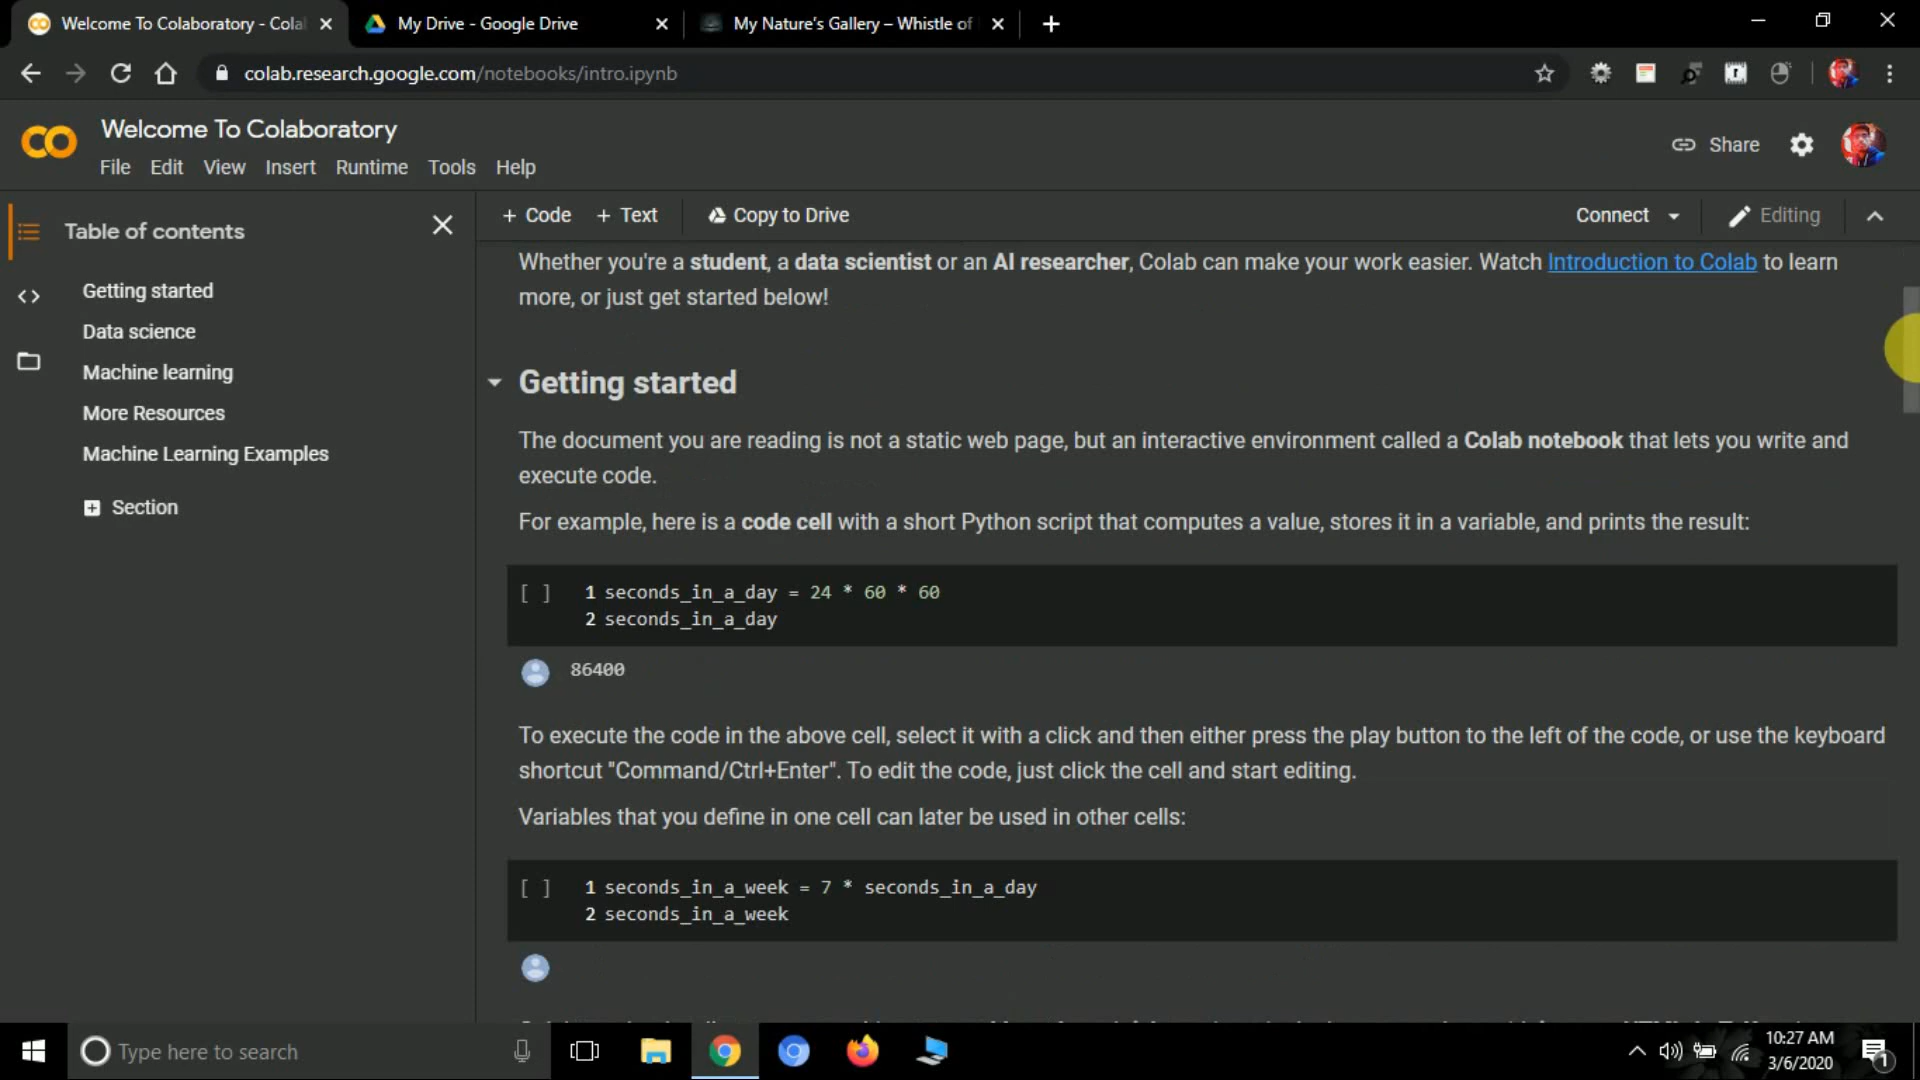 Welcome To Colaboratory - Cola
My Drive - Google Drive
My Nature's Gallery – Whistle of
colab.research.google.com/notebooks/intro.ipynb
Welcome To Colaboratory
File Edit View Insert Runtime Tools Help
Share
Table of contents
Getting started
Data science
Machine learning
More Resources
Machine Learning Examples
Section
+ Code + Text Copy to Drive
Connect
Editing
Whether you're a student, a data scientist or an AI researcher, Colab can make your work easier. Watch Introduction to Colab to learn
more, or just get started below!
Getting started
The document you are reading is not a static web page, but an interactive environment called a Colab notebook that lets you write and
execute code.
For example, here is a code cell with a short Python script that computes a value, stores it in a variable, and prints the result:
[ ] 1 seconds_in_a_day = 24 * 60 * 60
2 seconds_in_a_day
86400
To execute the code in the above cell, select it with a click and then either press the play button to the left of the code, or use the keyboard
shortcut "Command/Ctrl+Enter". To edit the code, just click the cell and start editing.
Variables that you define in one cell can later be used in other cells:
[ ] 1 seconds_in_a_week = 7 * seconds_in_a_day
2 seconds_in_a_week
Type here to search
10:27 AM
3/6/2020
1